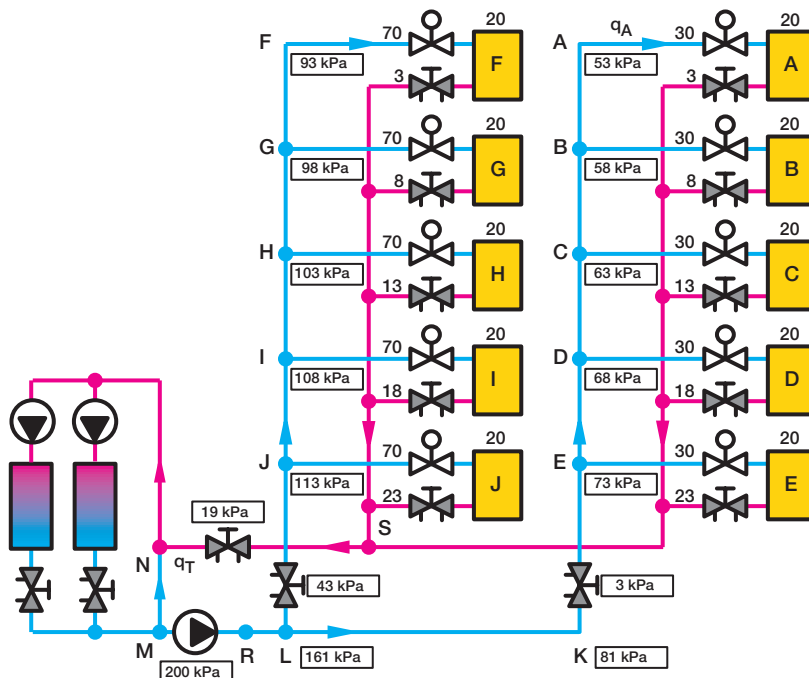 20
20
F
70
F
93 kPa
3
A
qA
30
A
53 kPa
3
20
20
G
70
G
98 kPa
8
B
30
B
58 kPa
8
20
20
H
70
H
103 kPa
13
C
30
C
63 kPa
13
20
20
I
70
I
108 kPa
18
D
30
D
68 kPa
18
20
20
J
70
J
113 kPa
23
E
30
E
73 kPa
23
19 kPa
S
N
qT
43 kPa
3 kPa
M
200 kPa
R
L
161 kPa
K
81 kPa